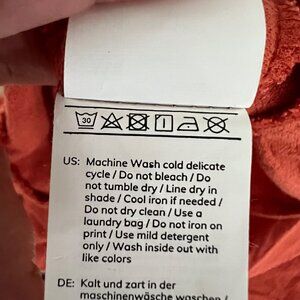 30
US: Machine Wash cold delicate
cycle / Do not bleach / Do
not tumble dry / Line dry in
shade / Cool iron if needed /
Do not dry clean / Use a
laundry bag / Do not iron on
print / Use mild detergent
only / Wash inside out with
like colors
DE: Kalt und zart in der
maschinenwäsche waschen /